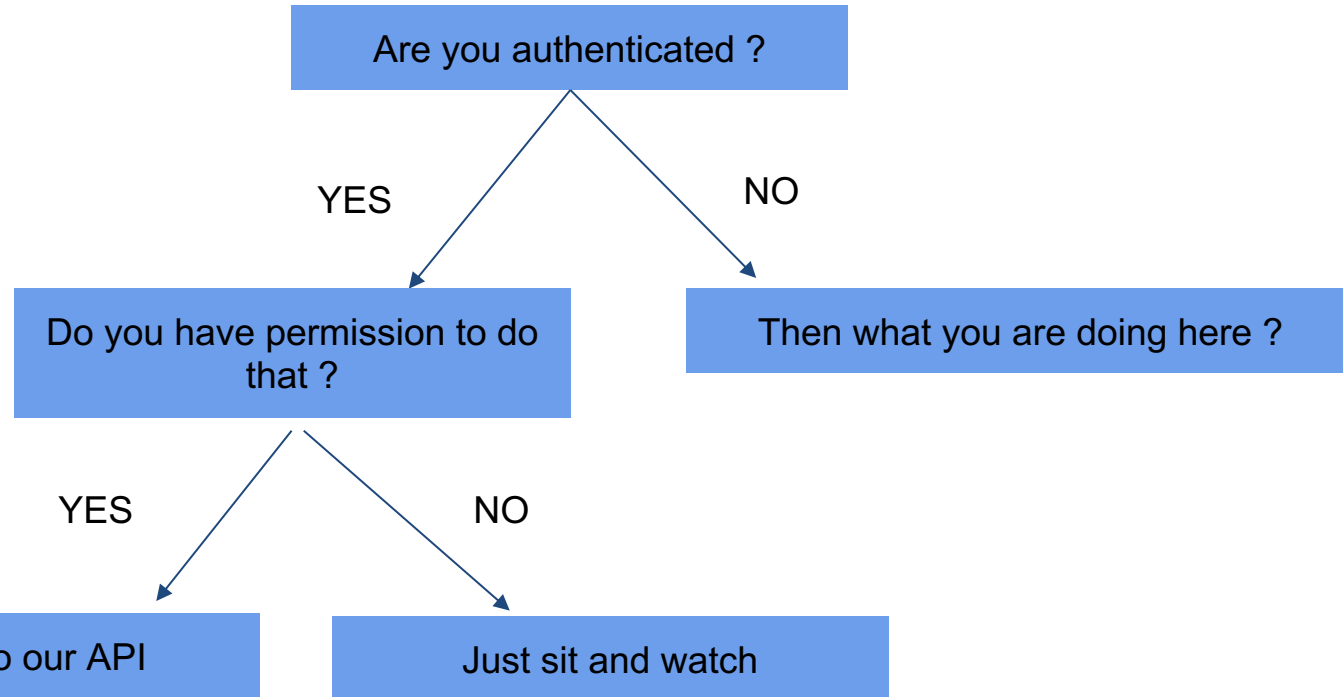 Are you authenticated ?
YES
NO
Do you have permission to do
that ?
Then what you are doing here ?
YES
NO
our API
Just sit and watch